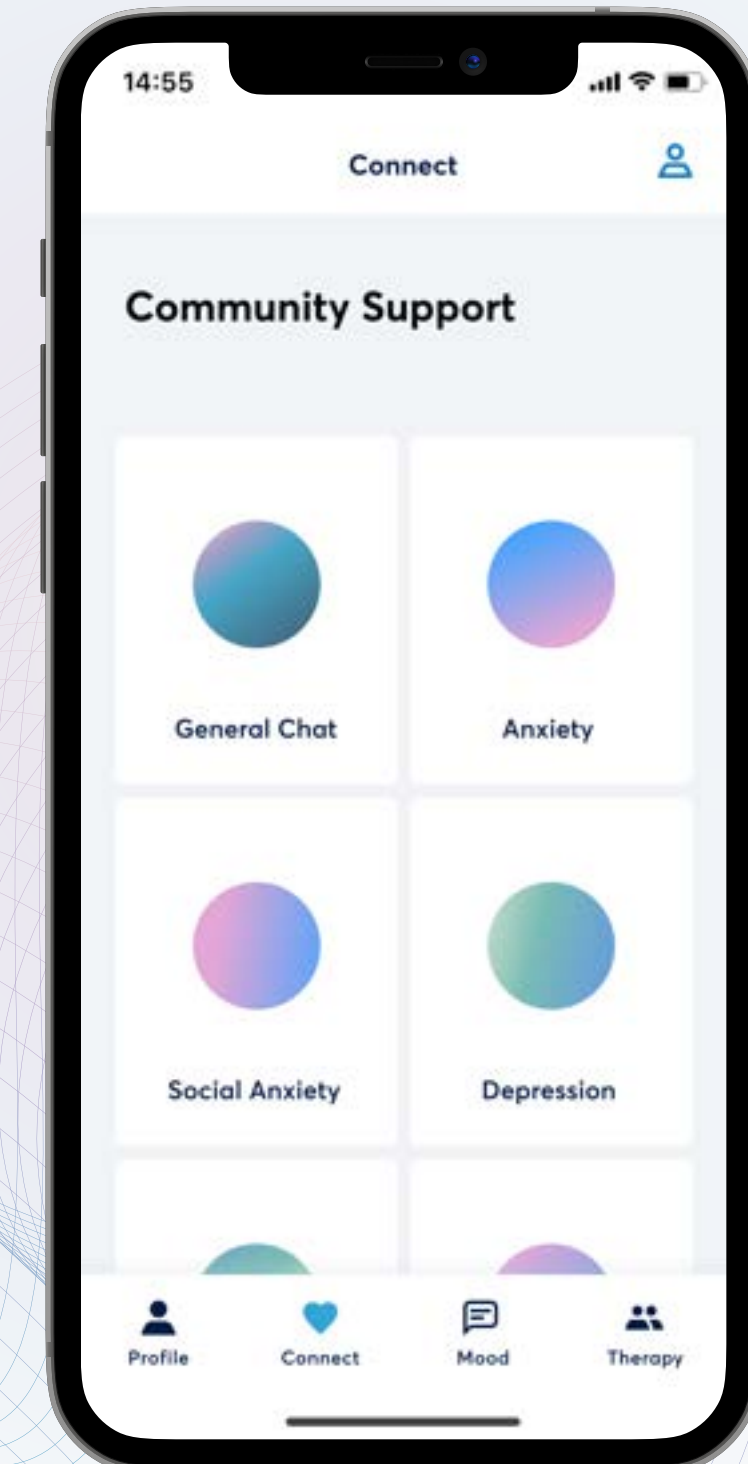 14:55
Connect
Community Support
General Chat Anxiety
Social Anxiety Depression
Profile Connect Mood Therapy